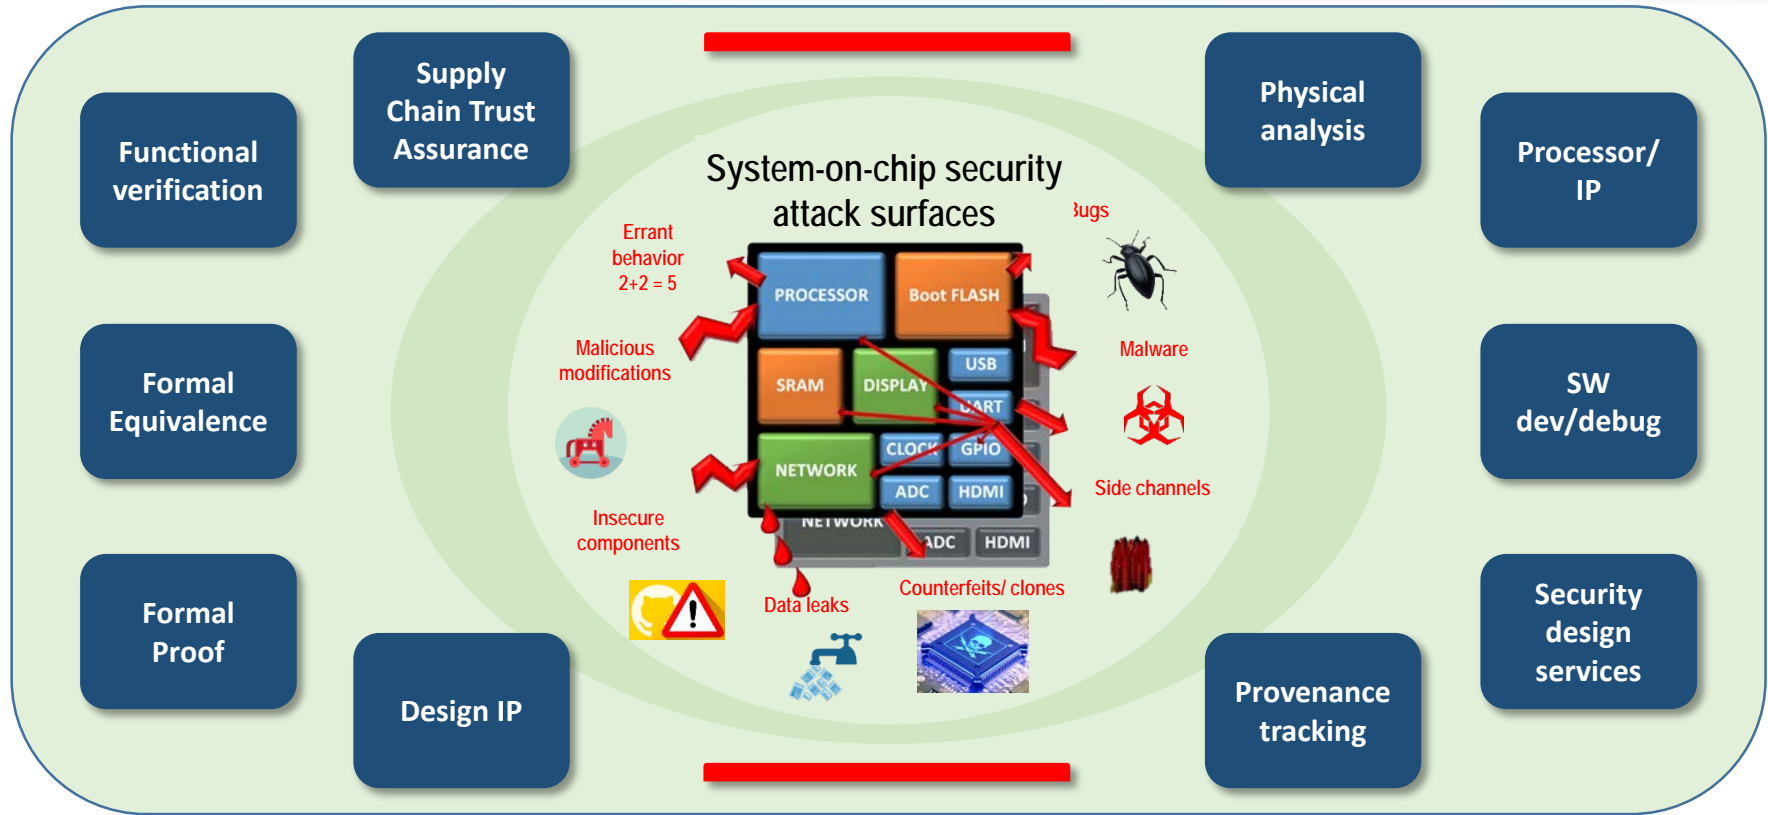 Supply
Chain Trust
Assurance
Physical
analysis
Functional
verification
Processor/
IP
System-on-chip security
attack surfaces
Bugs
Errant
behavior
2+2 = 5
PROCESSOR
Boot FLASH
Malicious
modifications
Malware
USB
SRAM
DISPLAY
UART
Formal
Equivalence
SW
dev/debug
CLOCK
GPIO
NETWORK
ADC
HDMI
Side channels
Insecure
components
NETWORK
ADC
HDMI
Data leaks
Counterfeits/ clones
Formal
Proof
Security
design
services
Design IP
Provenance
tracking